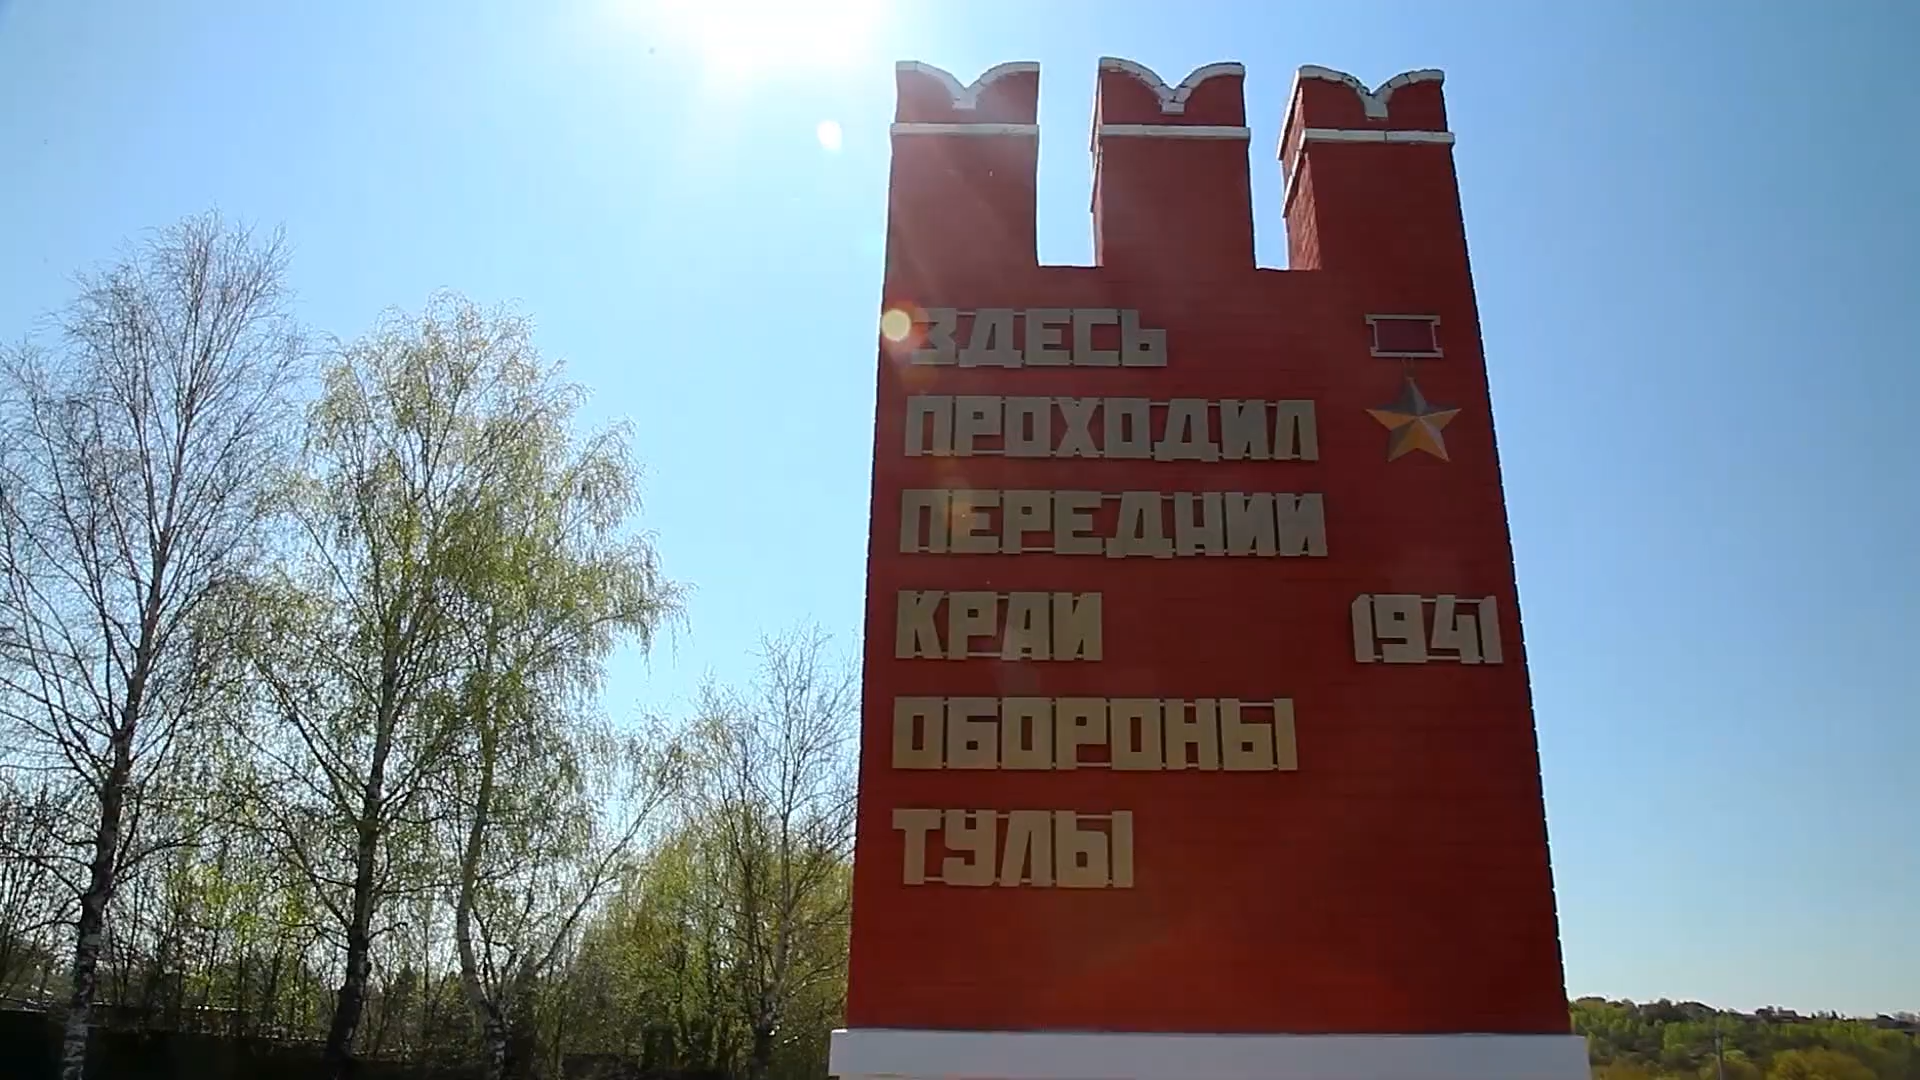 ЗДЕСЬ
ПРОХОДИЛ
ПЕРЕДНИЙ
КРАЙ
1941
ОБОРОНЫ
ТУЛЫ